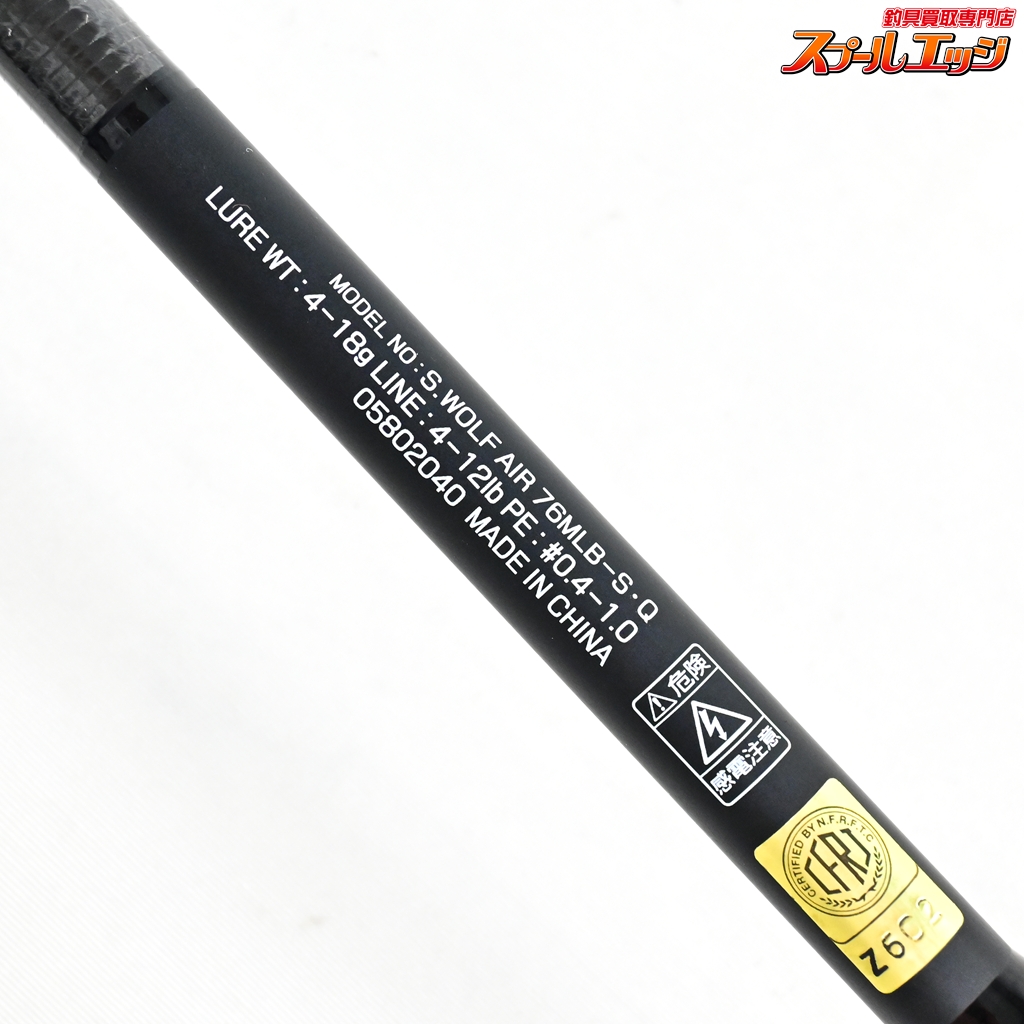 釣具買取専門店
スプールエッジ
MODEL NO : S. WOLF AIR 76MLB-S・Q
LURE WT : 4-18g LINE : 4-12lb PE : #0.4-1.0
05802040 MADE IN CHINA
危険
感電注意
CERTIFIED BY N.F.R.F.T.C
CFRJ
Z602